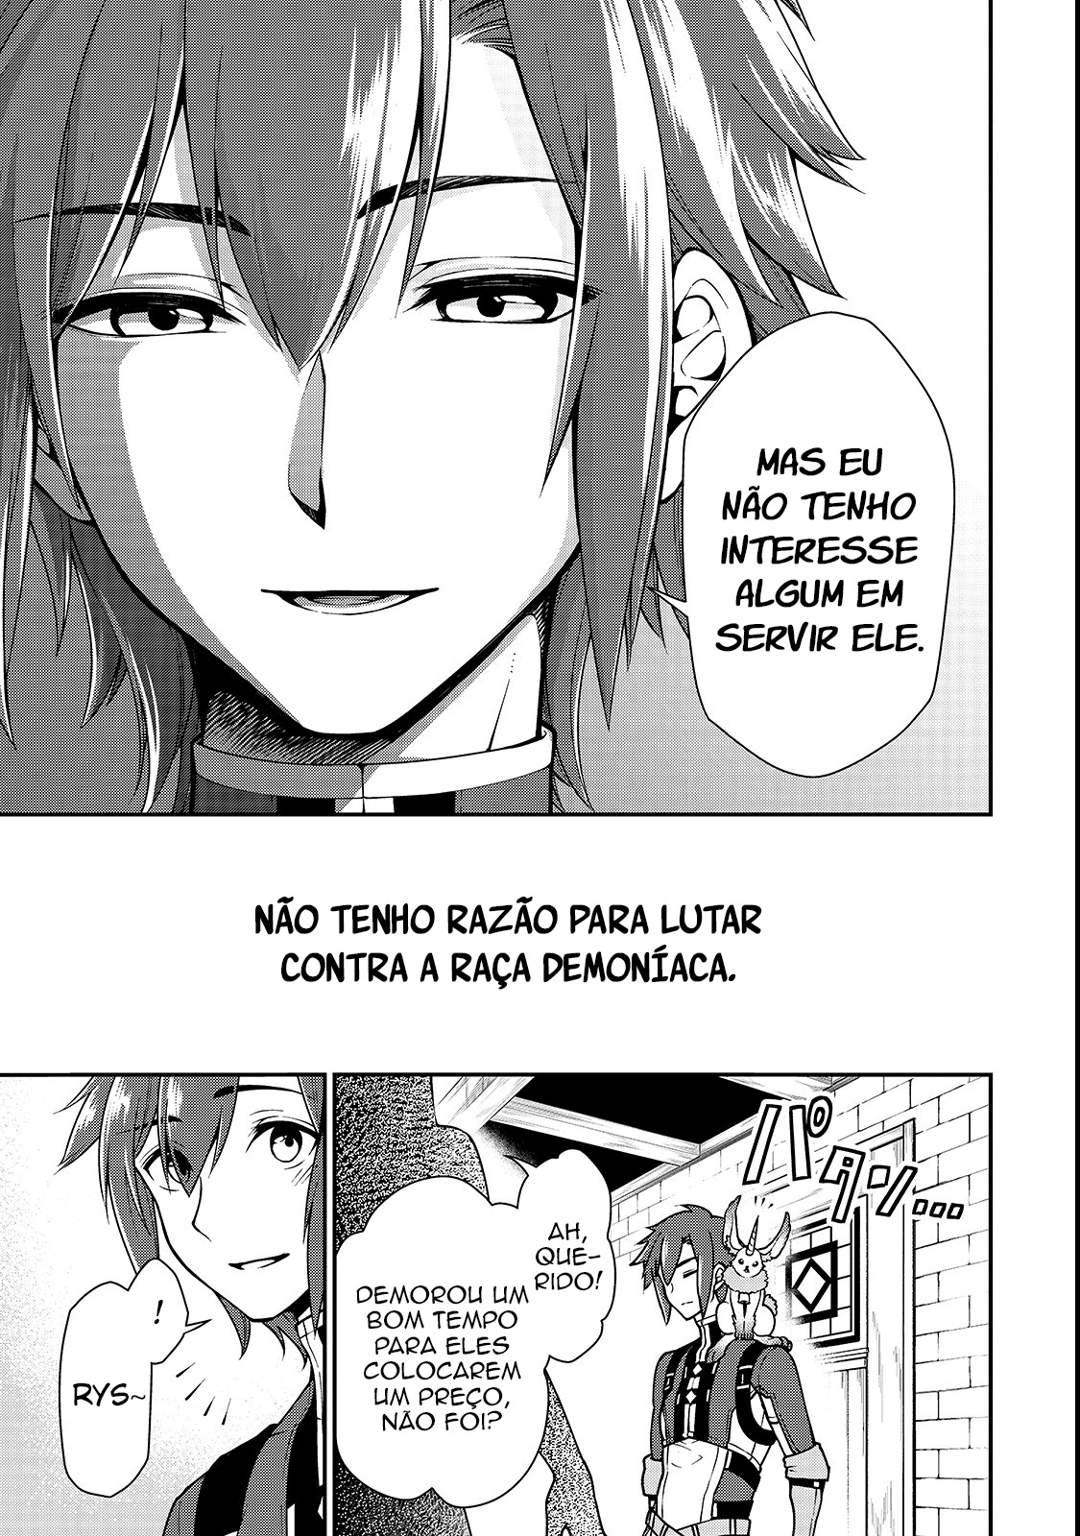 MAS EU
NÃO TENHO
INTERESSE
ALGUM EM
SERVIR ELE.
NÃO TENHO RAZÃO PARA LUTAR
CONTRA A RAÇA DEMONÍACA.
パタン...
AH,
QUE-
RIDO!
DEMOROU UM
BOM TEMPO
PARA ELES
COLOCAREM
UM PREÇO,
NÃO FOI?
!
RYS~